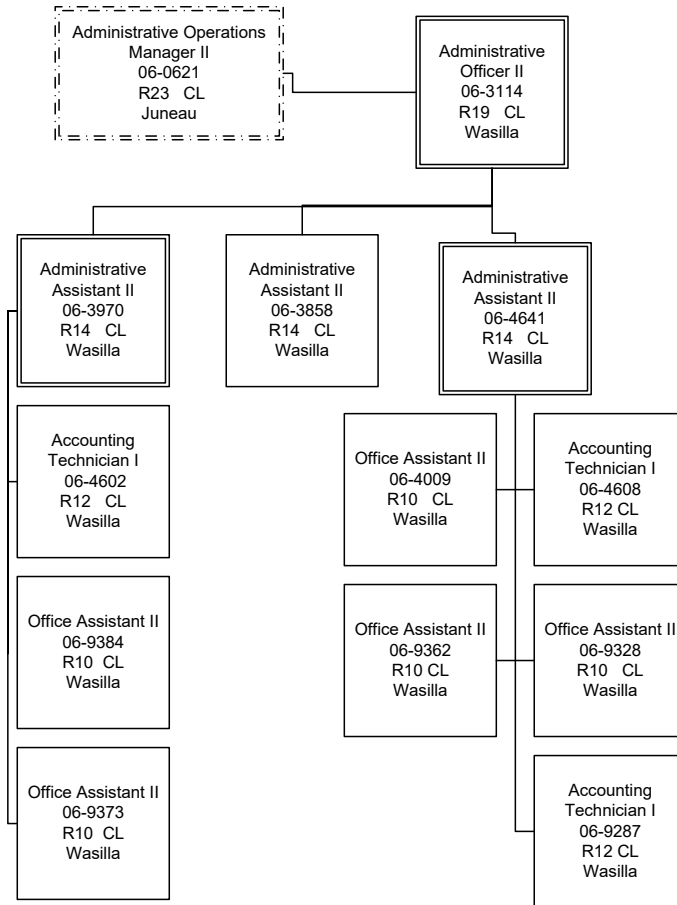 Administrative Operations
Manager II
06-0621
R23 CL
Juneau
Administrative
Officer II
06-3114
R19 CL
Wasilla
Administrative
Assistant II
06-3970
R14 CL
Wasilla
Administrative
Assistant II
06-3858
R14 CL
Wasilla
Administrative
Assistant II
06-4641
R14 CL
Wasilla
Accounting
Technician I
06-4602
R12 CL
Wasilla
Office Assistant II
06-4009
R10 CL
Wasilla
Accounting
Technician I
06-4608
R12 CL
Wasilla
Office Assistant II
06-9384
R10 CL
Wasilla
Office Assistant II
06-9362
R10 CL
Wasilla
Office Assistant II
06-9328
R10 CL
Wasilla
Office Assistant II
06-9373
R10 CL
Wasilla
Accounting
Technician I
06-9287
R12 CL
Wasilla